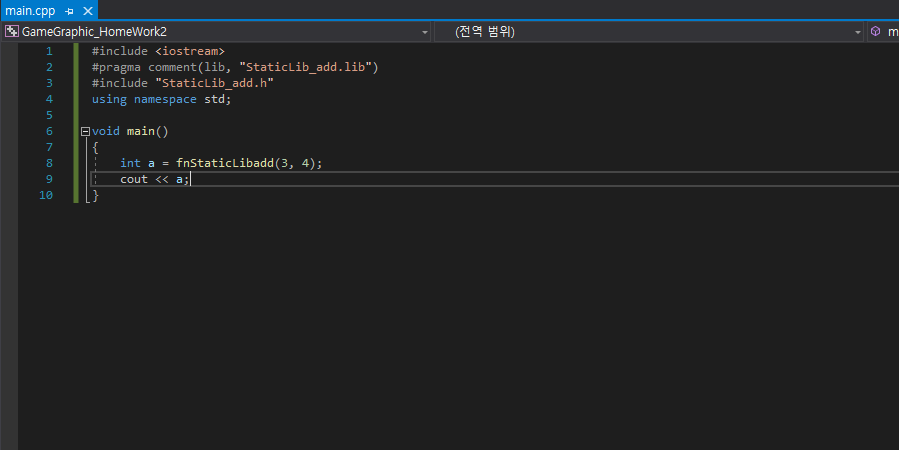 main.cpp
GameGraphic_HomeWork2 (전역 범위) m
1 #include <iostream>
2 #pragma comment(lib, "StaticLib_add.lib")
3 #include "StaticLib_add.h"
4 using namespace std;
5
6 void main()
7 {
8 int a = fnStaticLibadd(3, 4);
9 cout << a;
10 }